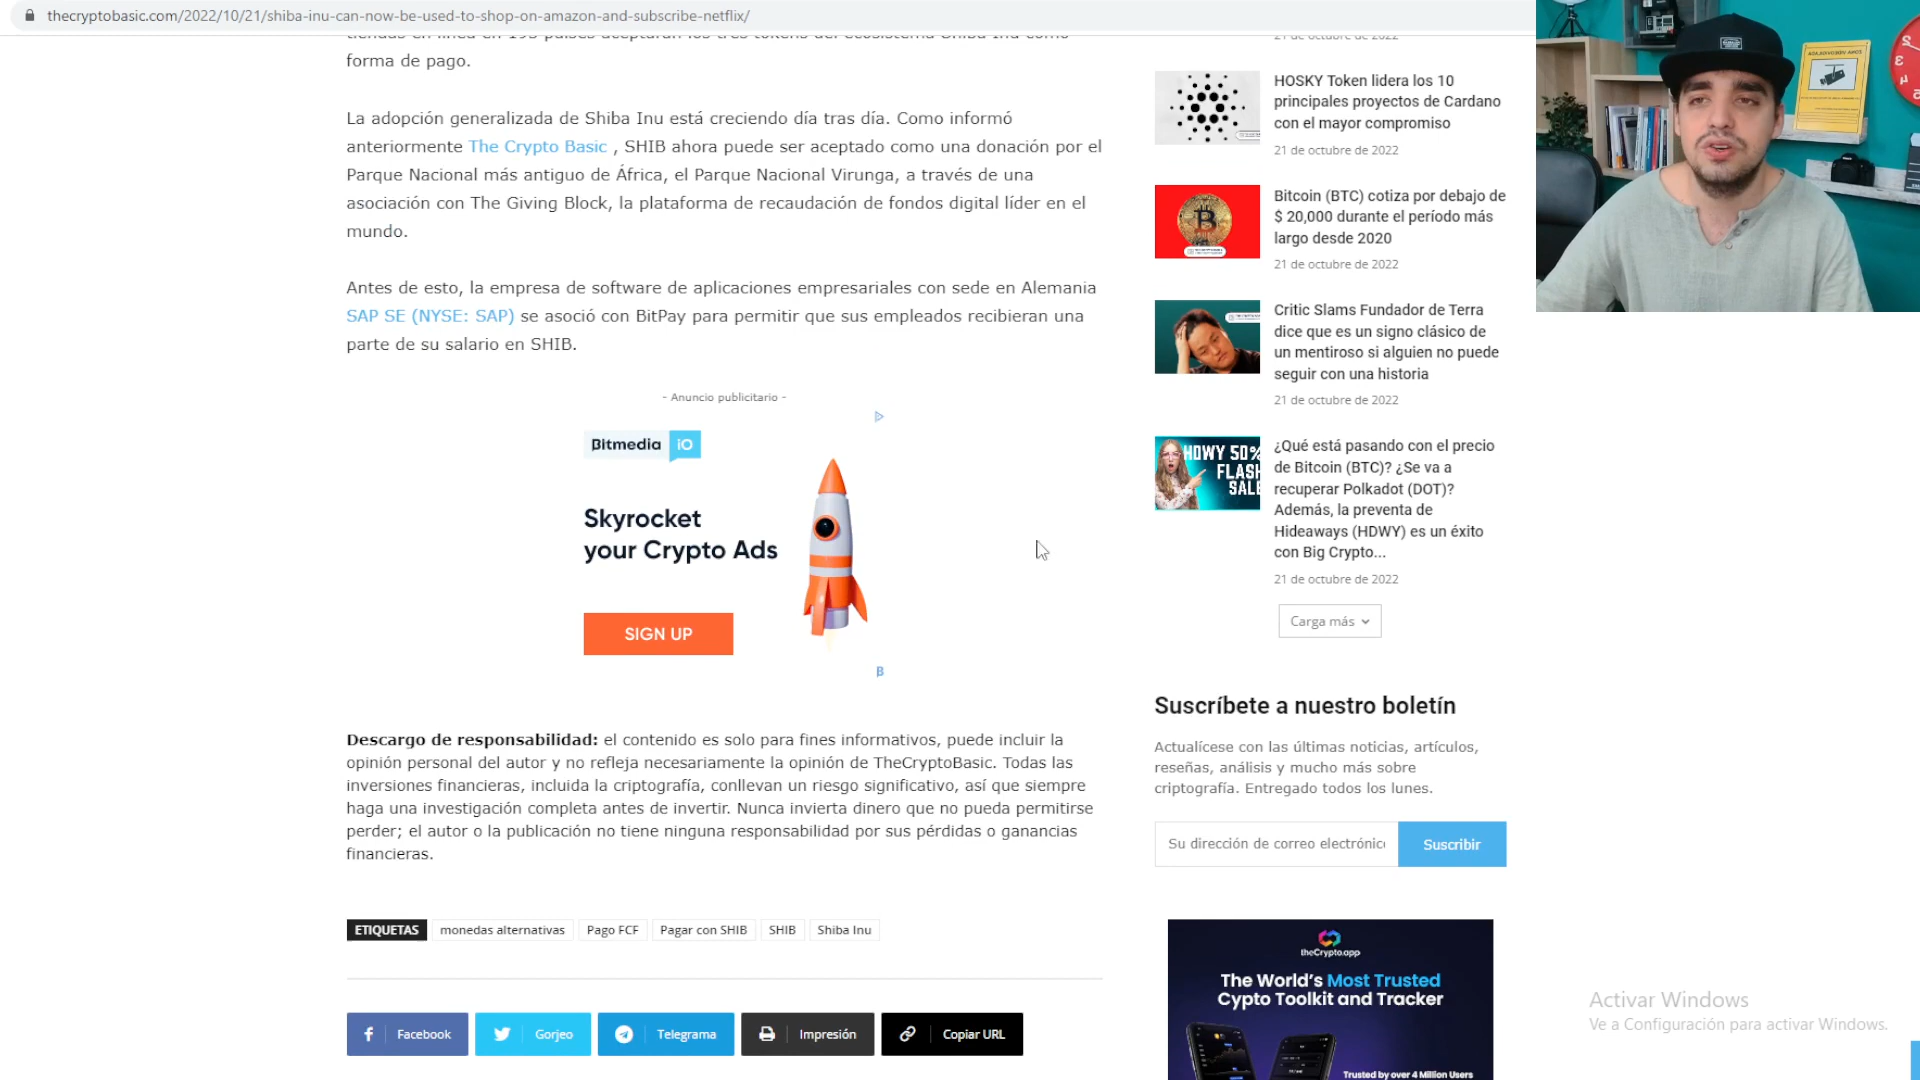 thecryptobasic.com/2022/10/21/shiba-inu-can-now-be-used-to-shop-on-amazon-and-subscribe-netflix/
tiendas en línea en 195 países aceptarán los tres tokens del ecosistema Shiba Inu como
forma de pago.
La adopción generalizada de Shiba Inu está creciendo día tras día. Como informó
anteriormente The Crypto Basic , SHIB ahora puede ser aceptado como una donación por el
Parque Nacional más antiguo de África, el Parque Nacional Virunga, a través de una
asociación con The Giving Block, la plataforma de recaudación de fondos digital líder en el
mundo.
Antes de esto, la empresa de software de aplicaciones empresariales con sede en Alemania
SAP SE (NYSE: SAP) se asoció con BitPay para permitir que sus empleados recibieran una
parte de su salario en SHIB.
- Anuncio publicitario -
Bitmedia iO
Skyrocket
your Crypto Ads
SIGN UP
Descargo de responsabilidad: el contenido es solo para fines informativos, puede incluir la
opinión personal del autor y no refleja necesariamente la opinión de TheCryptoBasic. Todas las
inversiones financieras, incluida la criptografía, conllevan un riesgo significativo, así que siempre
haga una investigación completa antes de invertir. Nunca invierta dinero que no pueda permitirse
perder; el autor o la publicación no tiene ninguna responsabilidad por sus pérdidas o ganancias
financieras.
ETIQUETAS monedas alternativas Pago FCF Pagar con SHIB SHIB Shiba Inu
Facebook Gorjeo Telegrama Impresión Copiar URL
21 de octubre de 2022
HOSKY Token lidera los 10
principales proyectos de Cardano
con el mayor compromiso
21 de octubre de 2022
Bitcoin (BTC) cotiza por debajo de
$ 20,000 durante el período más
largo desde 2020
21 de octubre de 2022
Critic Slams Fundador de Terra
dice que es un signo clásico de
un mentiroso si alguien no puede
seguir con una historia
21 de octubre de 2022
HDWY 50%
FLASH
SALE
¿Qué está pasando con el precio
de Bitcoin (BTC)? ¿Se va a
recuperar Polkadot (DOT)?
Además, la preventa de
Hideaways (HDWY) es un éxito
con Big Crypto...
21 de octubre de 2022
Carga más
Suscríbete a nuestro boletín
Actualícese con las últimas noticias, artículos,
reseñas, análisis y mucho más sobre
criptografía. Entregado todos los lunes.
Su dirección de correo electrónico Suscribir
theCrypto.app
The World's Most Trusted
Cypto Toolkit and Tracker
Trusted by over 4 Million Users
Activar Windows
Ve a Configuración para activar Windows.